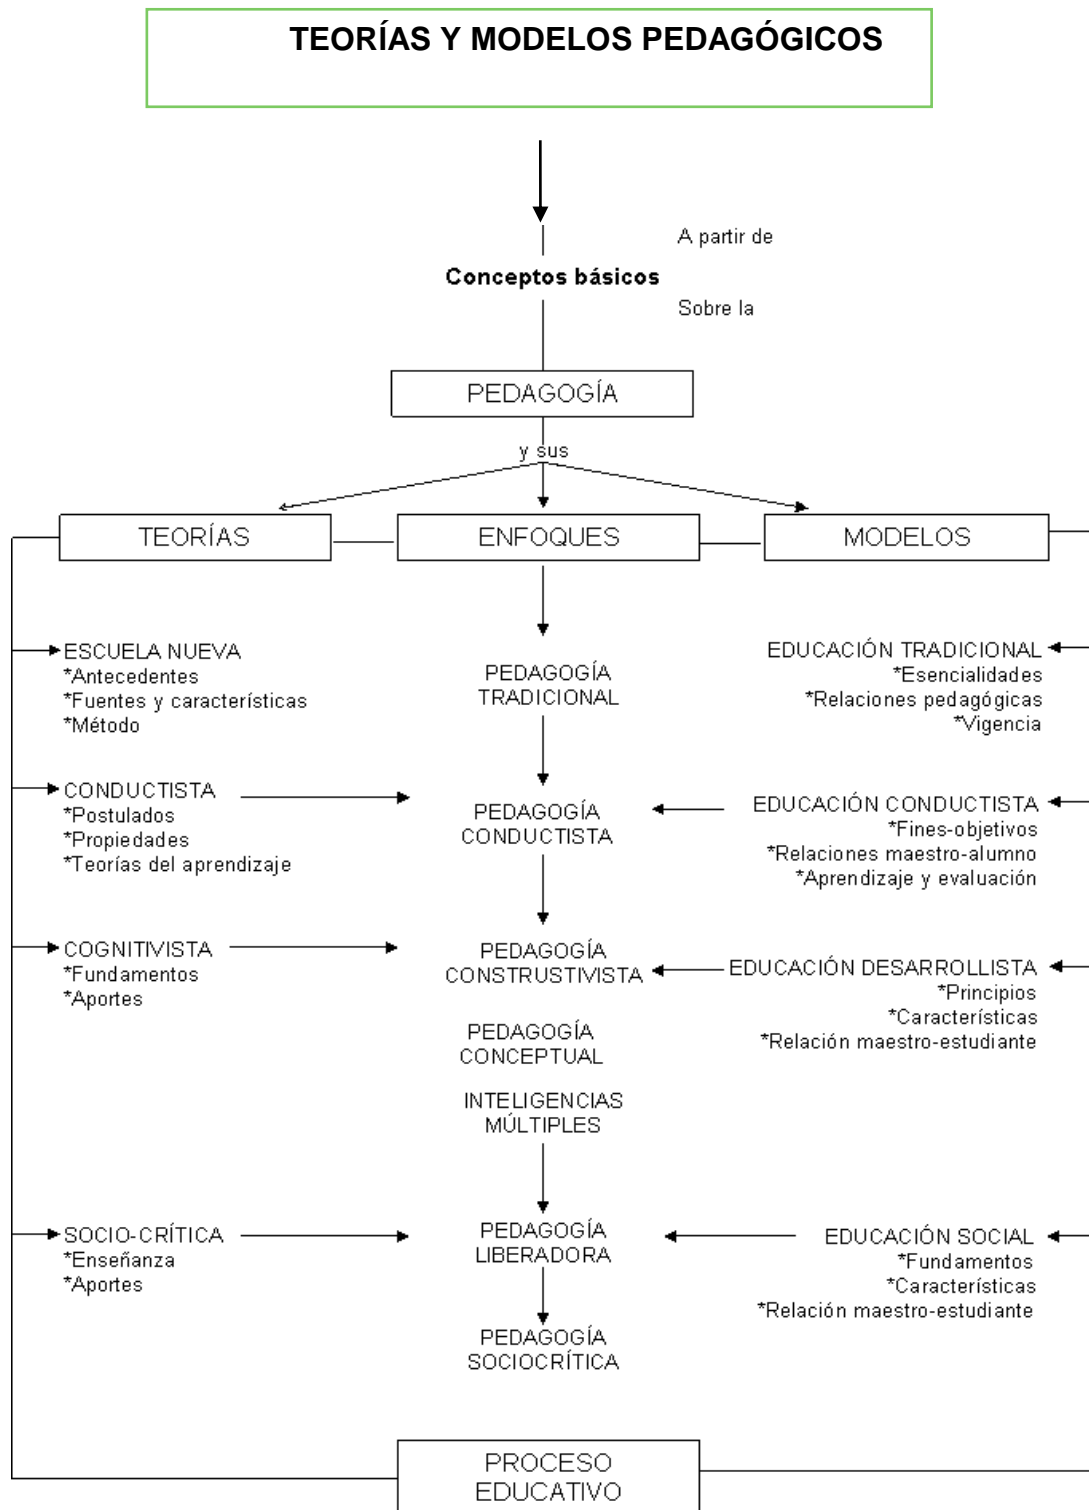 TEORÍAS Y MODELOS PEDAGÓGICOS
A partir de
Conceptos básicos
Sobre la
PEDAGOGÍA
y sus
TEORÍAS
ENFOQUES
MODELOS
ESCUELA NUEVA
*Antecedentes
*Fuentes y características
*Método
PEDAGOGÍA
TRADICIONAL
EDUCACIÓN TRADICIONAL
*Esencialidades
*Relaciones pedagógicas
*Vigencia
CONDUCTISTA
*Postulados
*Propiedades
*Teorías del aprendizaje
PEDAGOGÍA
CONDUCTISTA
EDUCACIÓN CONDUCTISTA
*Fines-objetivos
*Relaciones maestro-alumno
*Aprendizaje y evaluación
COGNITIVISTA
*Fundamentos
*Aportes
PEDAGOGÍA
CONSTRUSTIVISTA
EDUCACIÓN DESARROLLISTA
*Principios
*Características
*Relación maestro-estudiante
PEDAGOGÍA
CONCEPTUAL
INTELIGENCIAS
MÚLTIPLES
SOCIO-CRÍTICA
*Enseñanza
*Aportes
PEDAGOGÍA
LIBERADORA
EDUCACIÓN SOCIAL
*Fundamentos
*Características
*Relación maestro-estudiante
PEDAGOGÍA
SOCIOCRÍTICA
PROCESO
EDUCATIVO